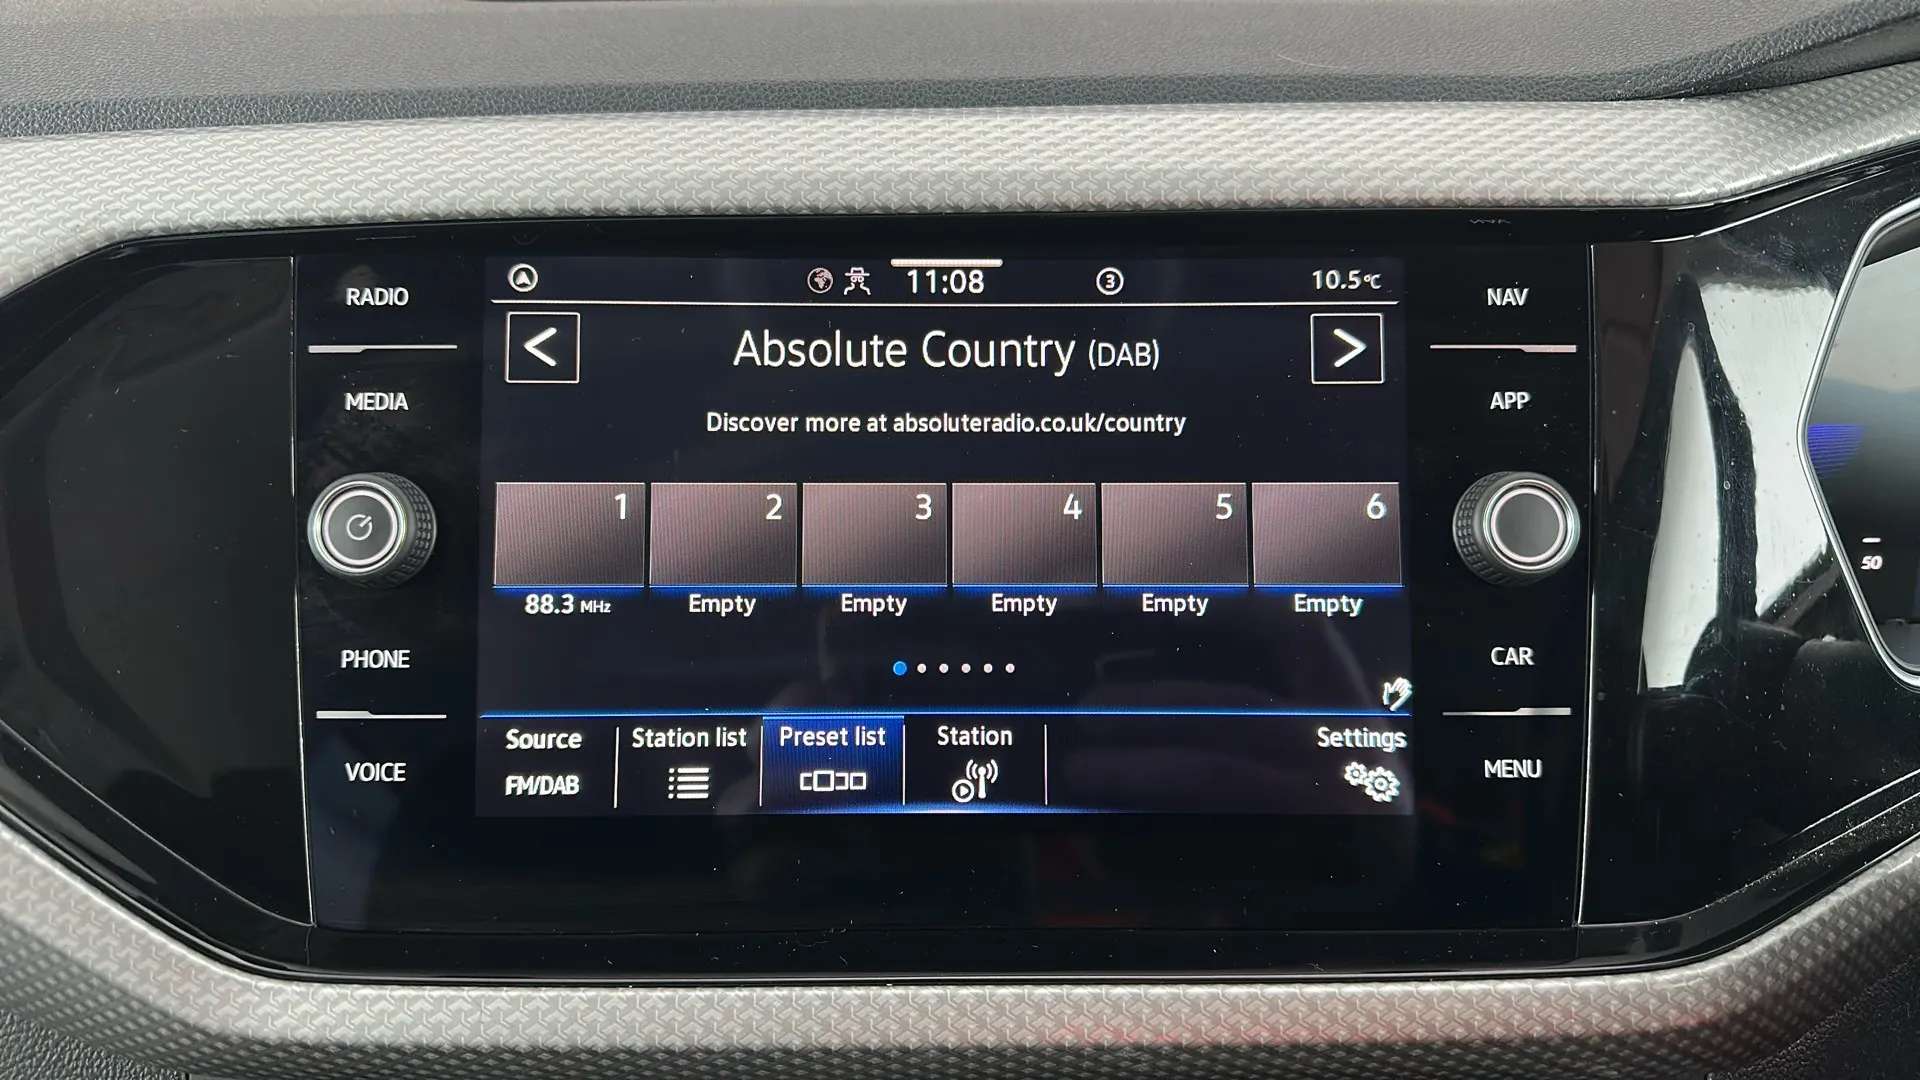 RADIO
MEDIA
PHONE
VOICE
11:08
3
10.5°C
<
Absolute Country (DAB)
>
Discover more at absoluteradio.co.uk/country
1 2 3 4 5 6
88.3 MHz Empty Empty Empty Empty Empty
Source Station list Preset list Station Settings
FM/DAB
NAV
APP
CAR
MENU
50